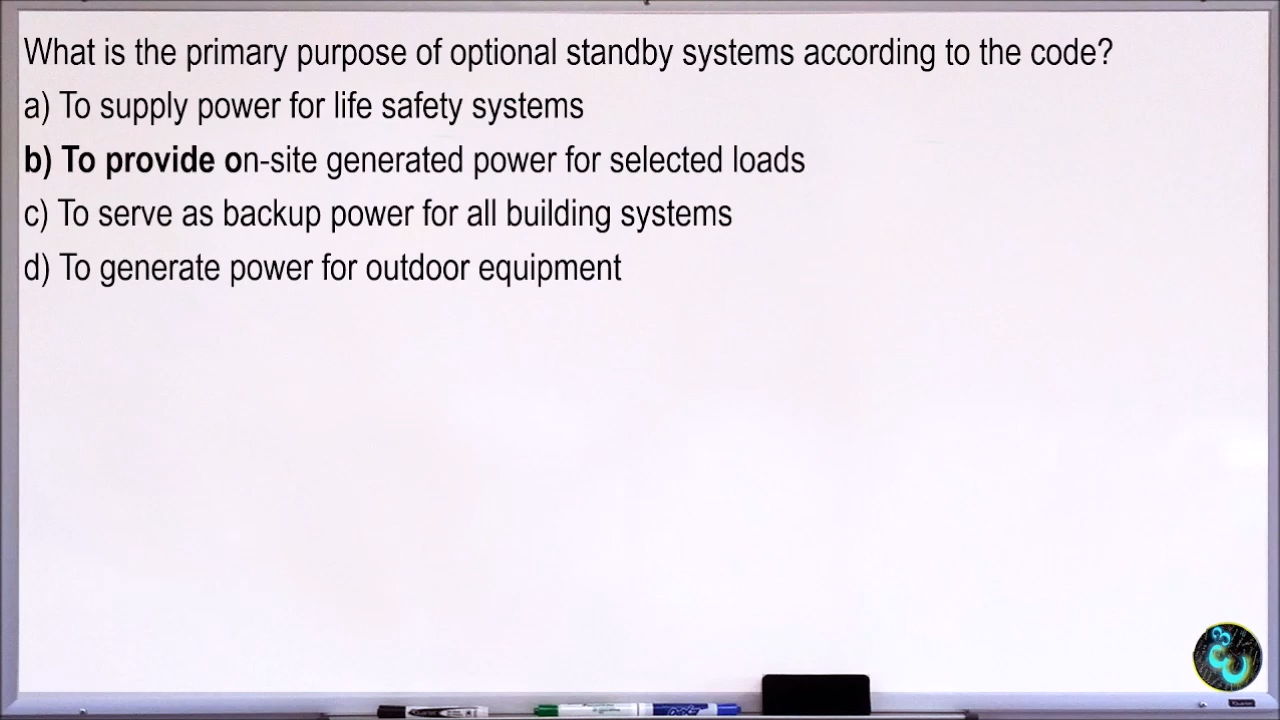 What is the primary purpose of optional standby systems according to the code?
a) To supply power for life safety systems
b) To provide on-site generated power for selected loads
c) To serve as backup power for all building systems
d) To generate power for outdoor equipment